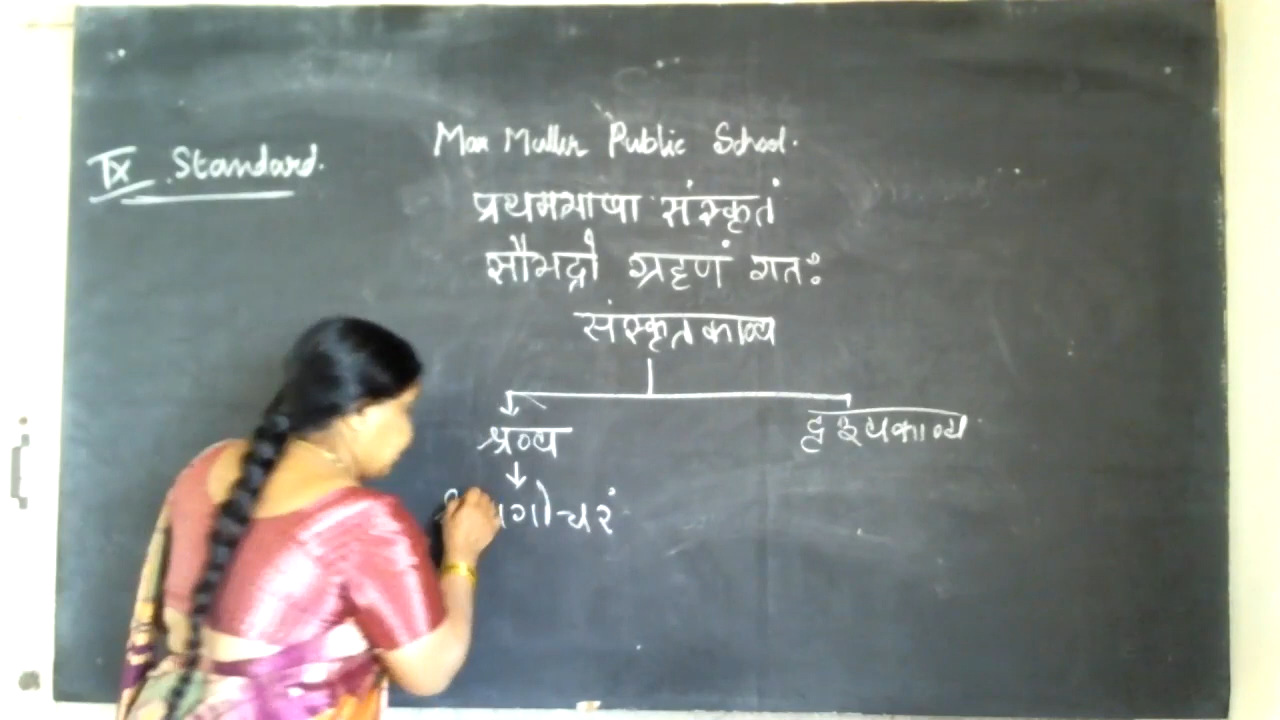 Max Muller Public School.
IX Standard.
प्रथमभाषा संस्कृतं
सौभद्रो ग्रहणं गतः
संस्कृतकाव्य
श्रव्य दृश्यकाव्य